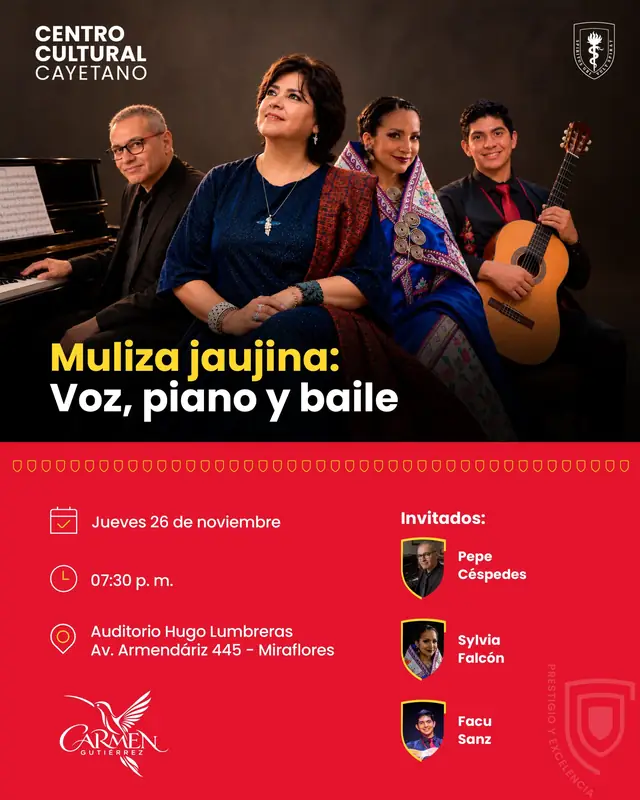 CENTRO
CULTURAL
CAYETANO
Muliza jaujina:
Voz, piano y baile
Jueves 26 de noviembre
07:30 p. m.
Auditorio Hugo Lumbreras
Av. Armendáriz 445 - Miraflores
CARMEN
GUTIÉRREZ
Invitados:
Pepe
Céspedes
Sylvia
Falcón
Facu
Sanz
PRESTIGIO Y EXCELENCIA